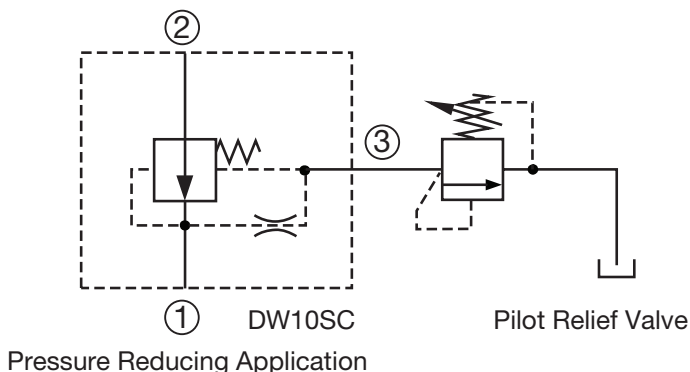 ②
③
①
DW10SC
Pilot Relief Valve
Pressure Reducing Application